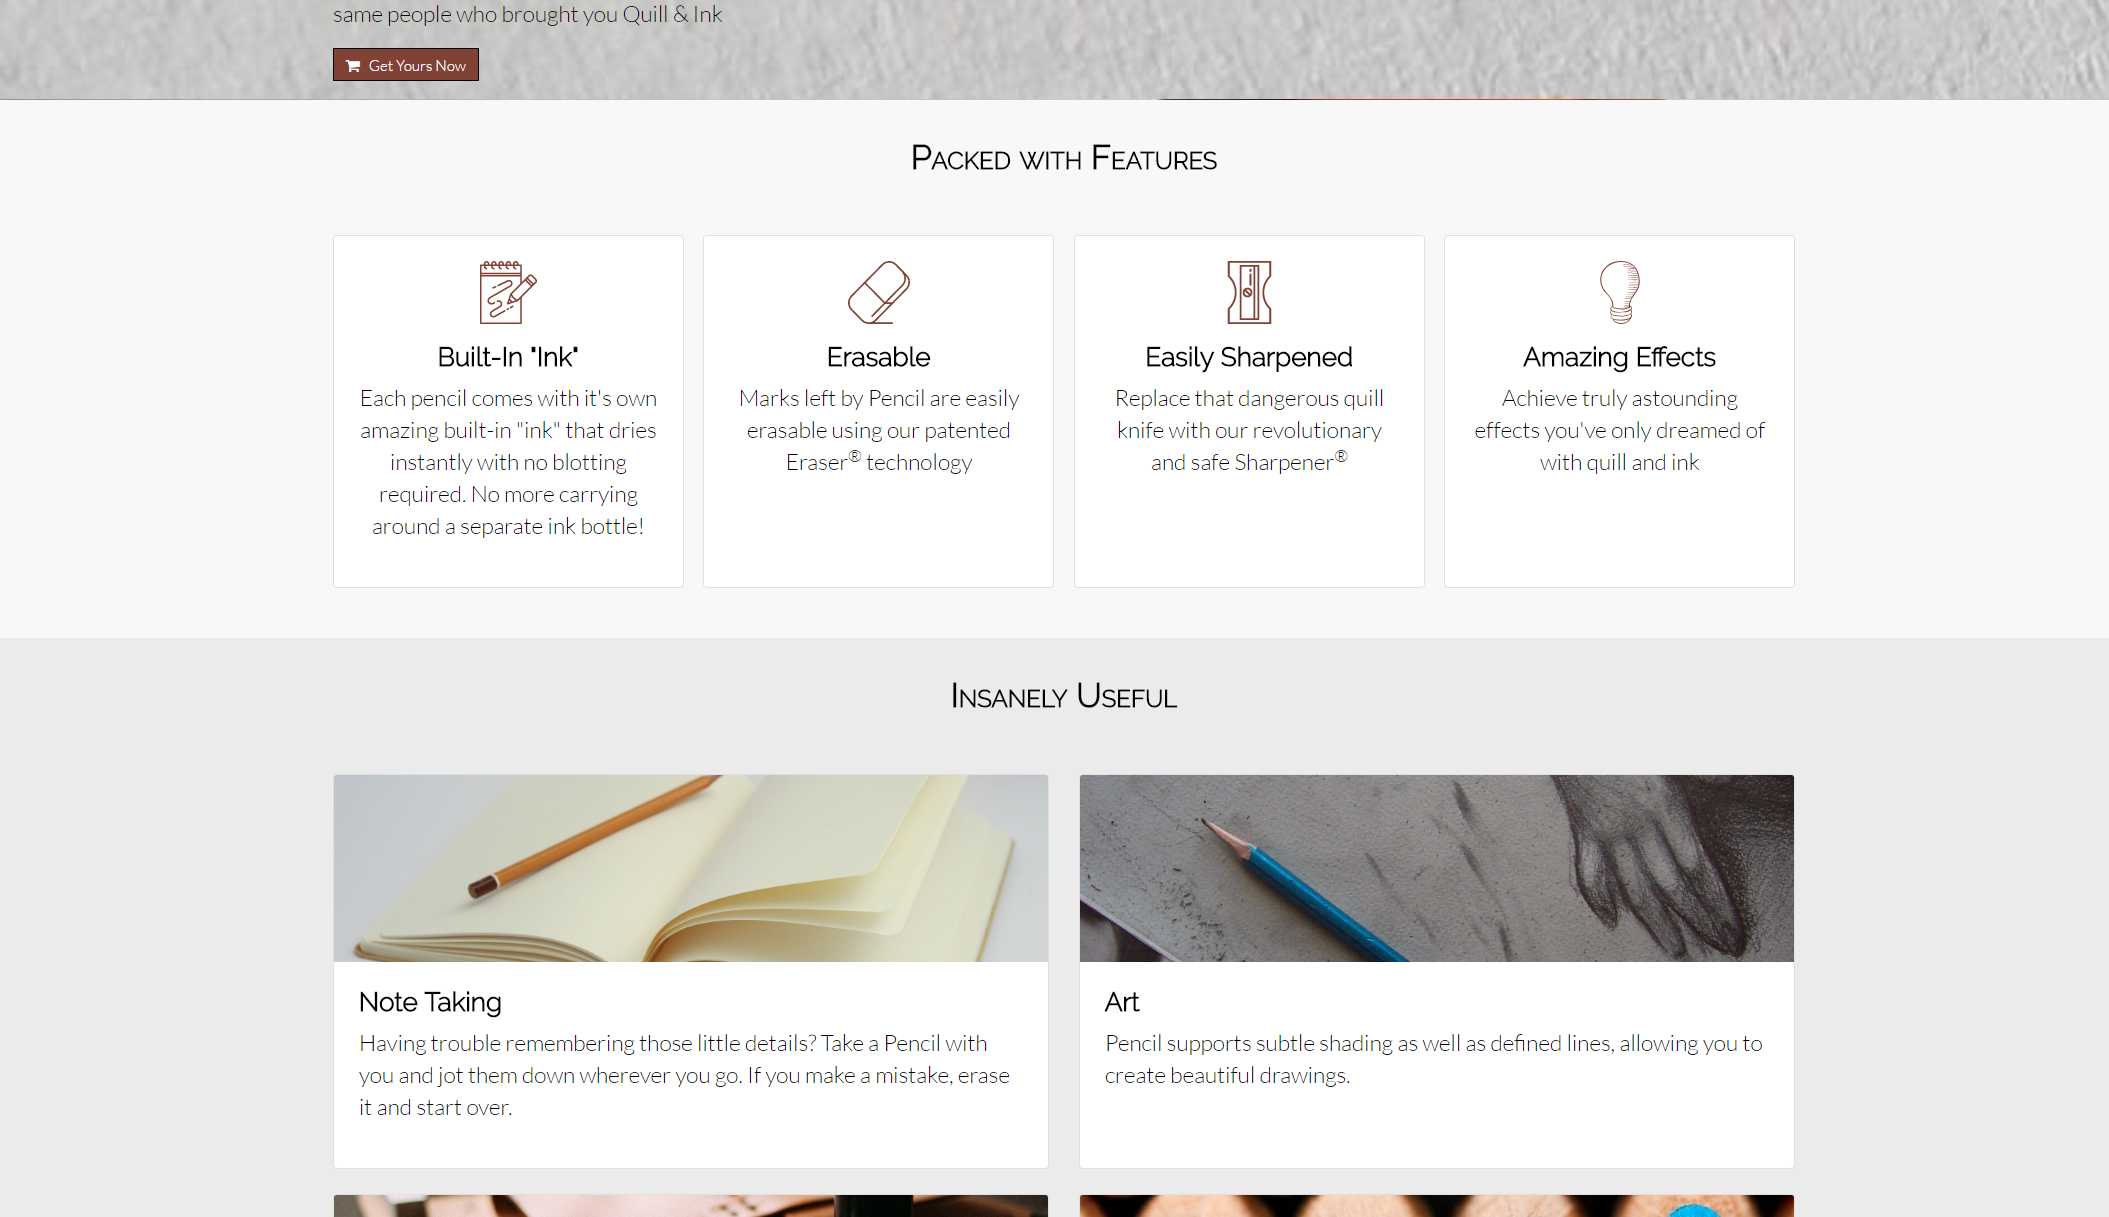 same people who brought you Quill & Ink
Get Yours Now
Packed with Features
Built-In "Ink"
Each pencil comes with it's own
amazing built-in "ink" that dries
instantly with no blotting
required. No more carrying
around a separate ink bottle!
Erasable
Marks left by Pencil are easily
erasable using our patented
Eraser® technology
Easily Sharpened
Replace that dangerous quill
knife with our revolutionary
and safe Sharpener®
Amazing Effects
Achieve truly astounding
effects you've only dreamed of
with quill and ink
Insanely Useful
Note Taking
Having trouble remembering those little details? Take a Pencil with
you and jot them down wherever you go. If you make a mistake, erase
it and start over.
Art
Pencil supports subtle shading as well as defined lines, allowing you to
create beautiful drawings.